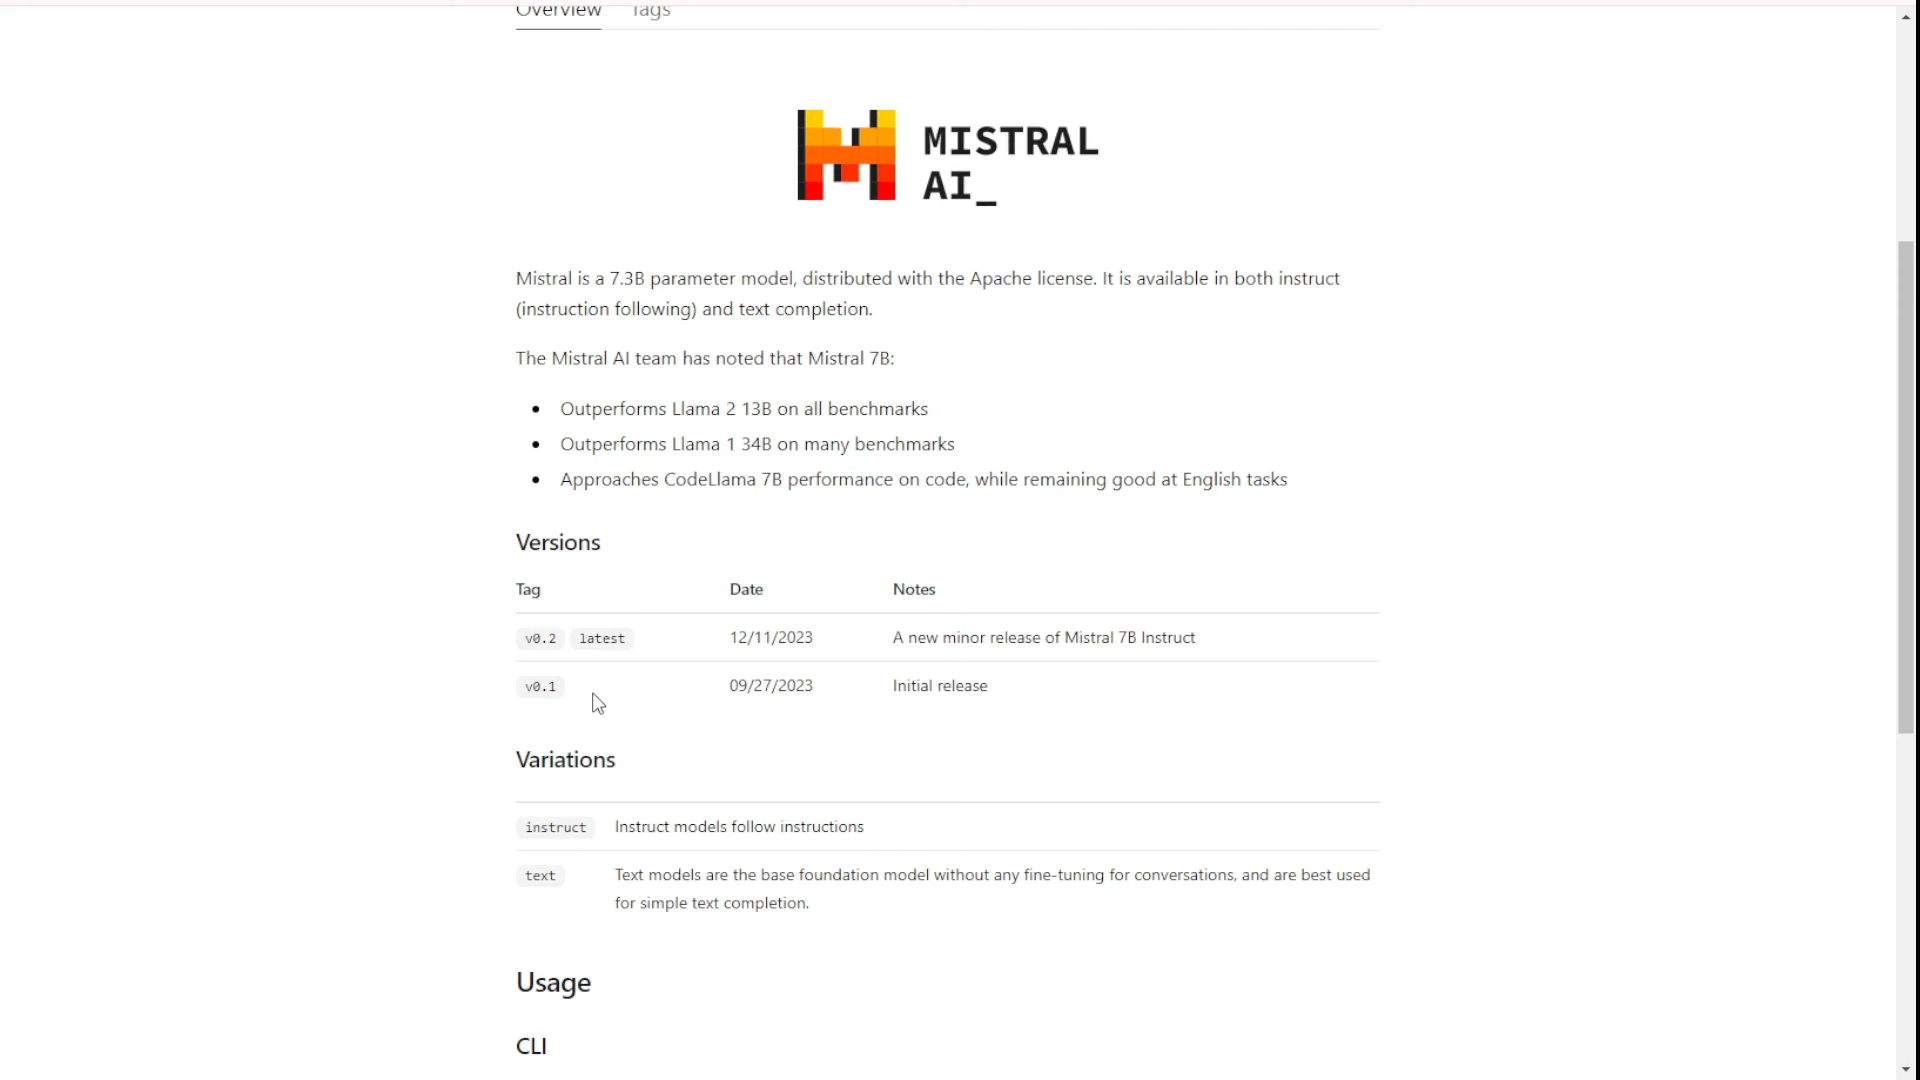 Overview Tags
MISTRAL
AI_
Mistral is a 7.3B parameter model, distributed with the Apache license. It is available in both instruct
(instruction following) and text completion.
The Mistral AI team has noted that Mistral 7B:
Outperforms Llama 2 13B on all benchmarks
Outperforms Llama 1 34B on many benchmarks
Approaches CodeLlama 7B performance on code, while remaining good at English tasks
Versions
Tag Date Notes
v0.2 latest 12/11/2023 A new minor release of Mistral 7B Instruct
v0.1 09/27/2023 Initial release
Variations
instruct Instruct models follow instructions
text Text models are the base foundation model without any fine-tuning for conversations, and are best used
for simple text completion.
Usage
CLI